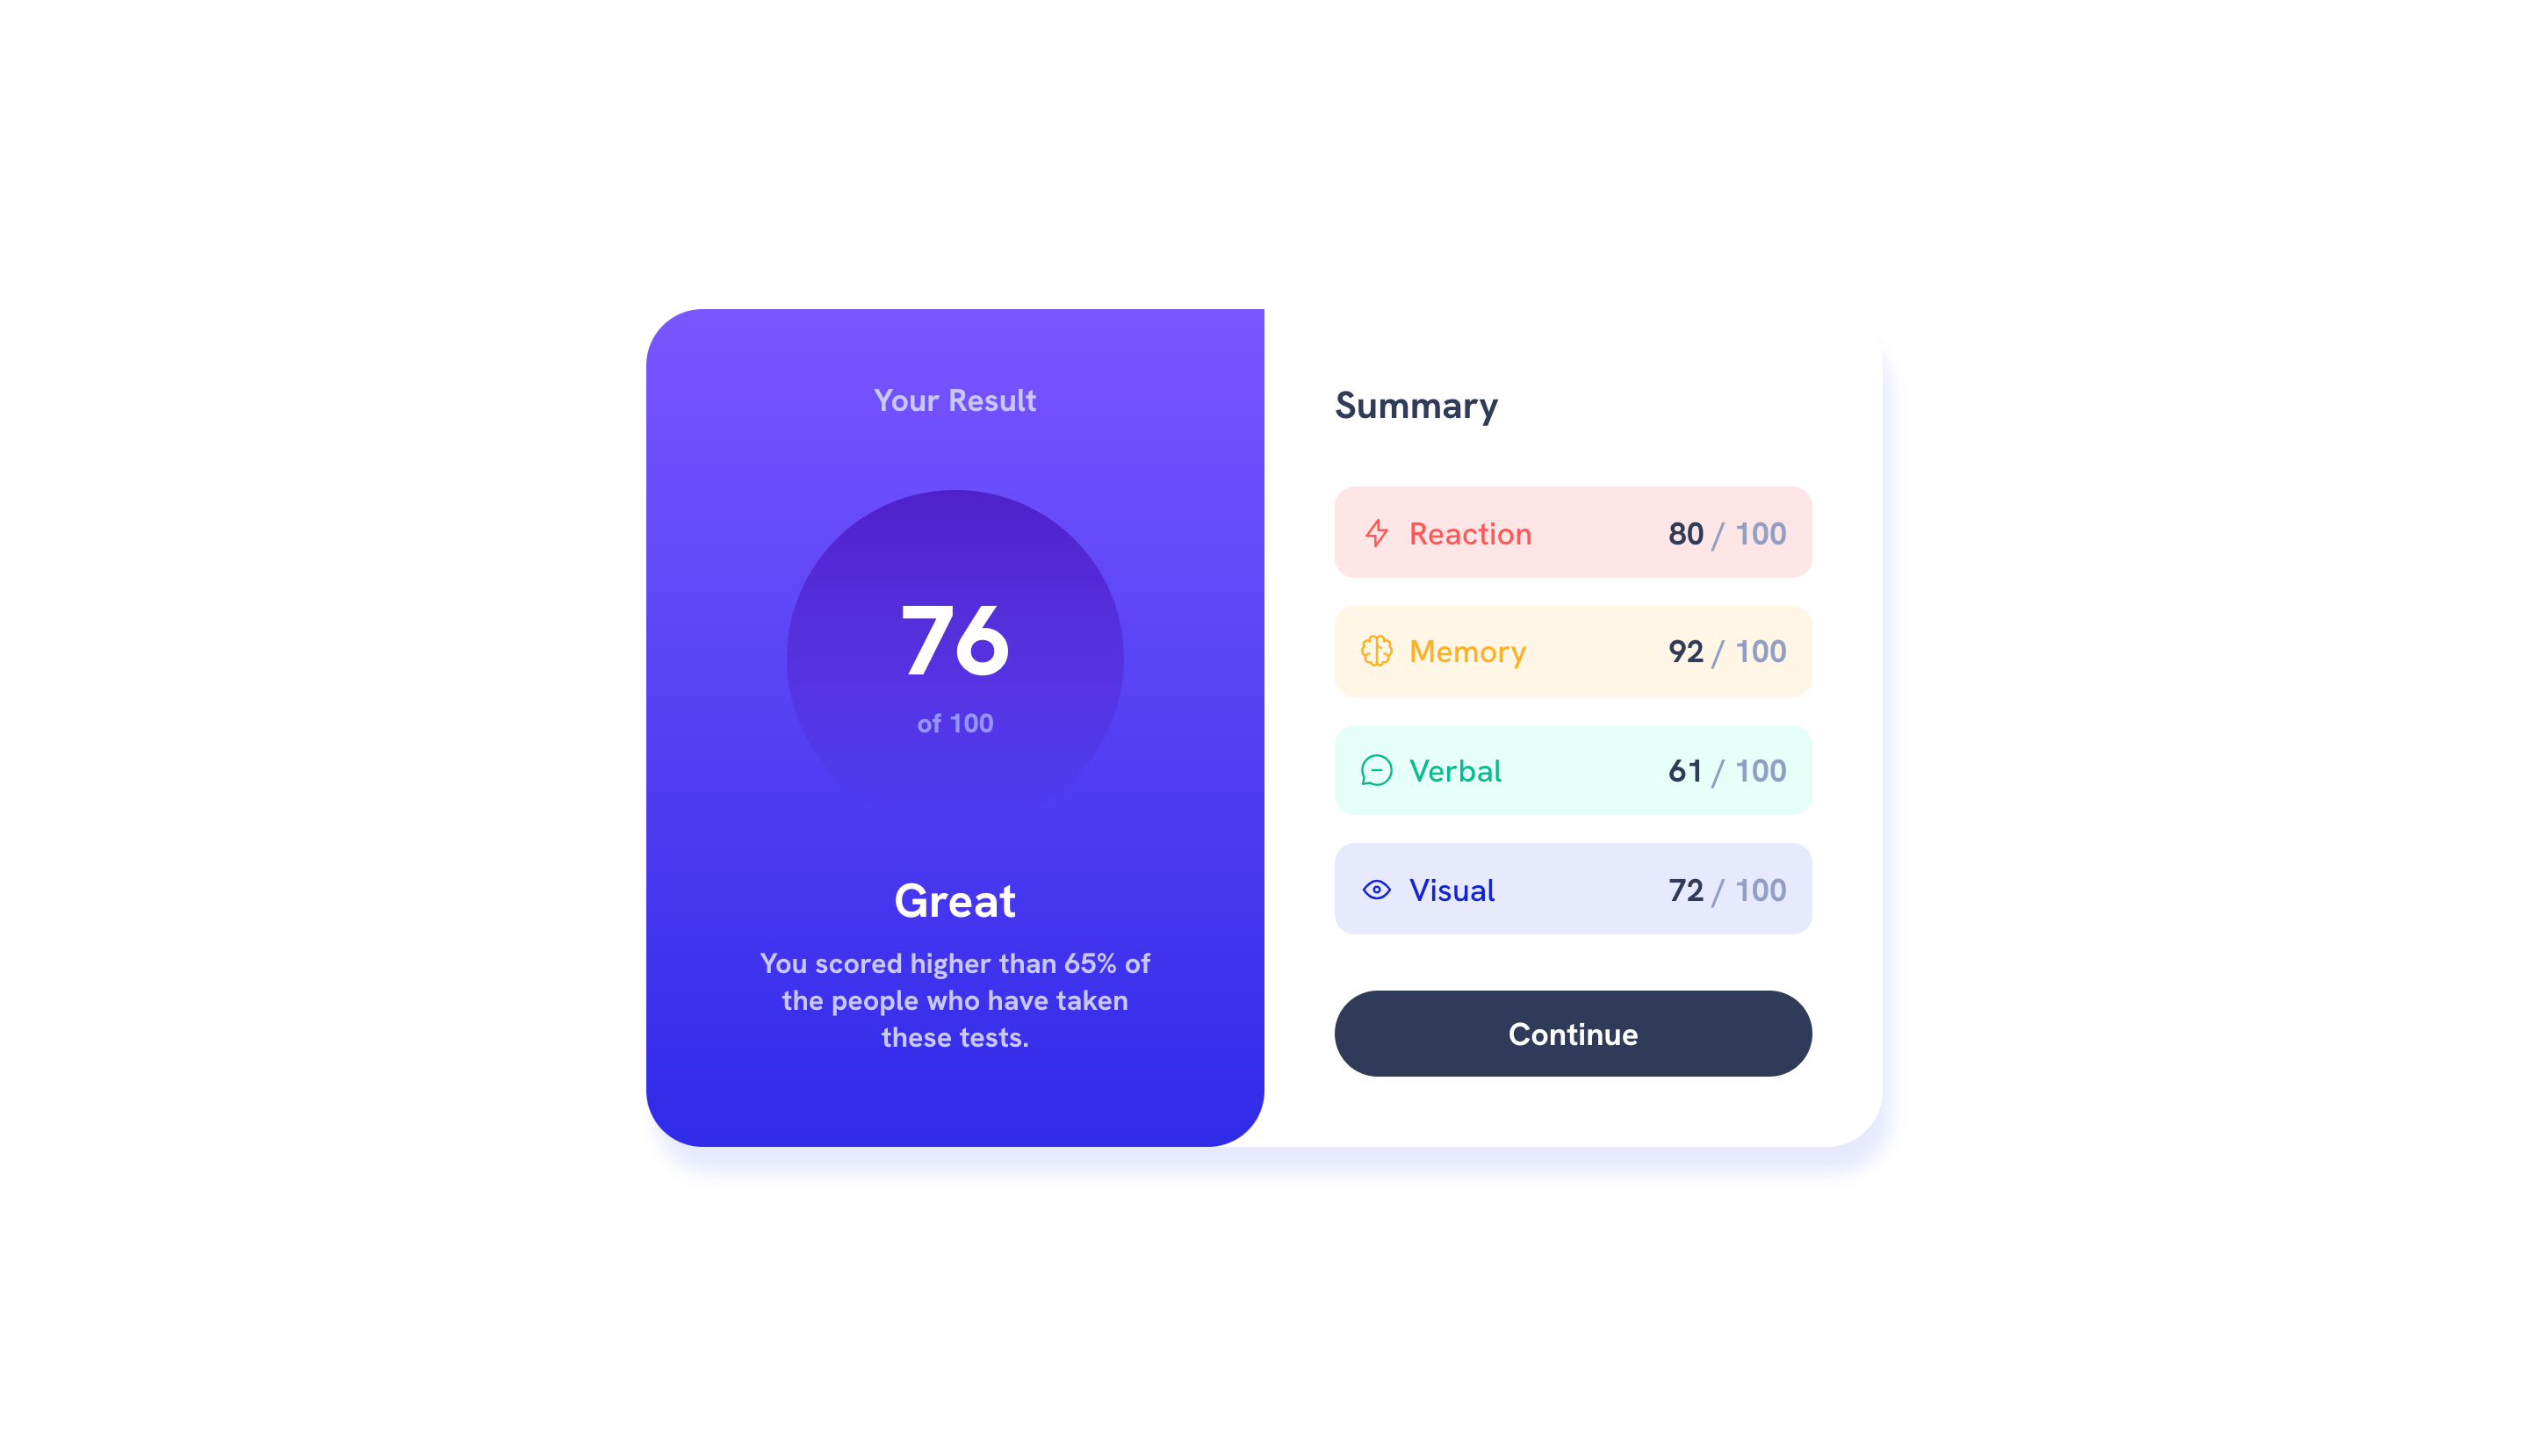 Your Result
76
of 100
Great
You scored higher than 65% of
the people who have taken
these tests.
Summary
Reaction 80 / 100
Memory 92 / 100
Verbal 61 / 100
Visual 72 / 100
Continue